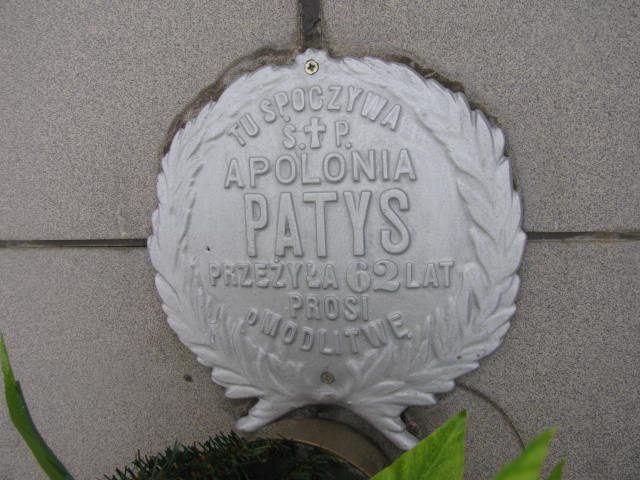 TU SPOCZYWA
Ś.✝P.
APOLONIA
PATYS
PRZEŻYŁA 62 LAT
PROSI
O MODLITWĘ